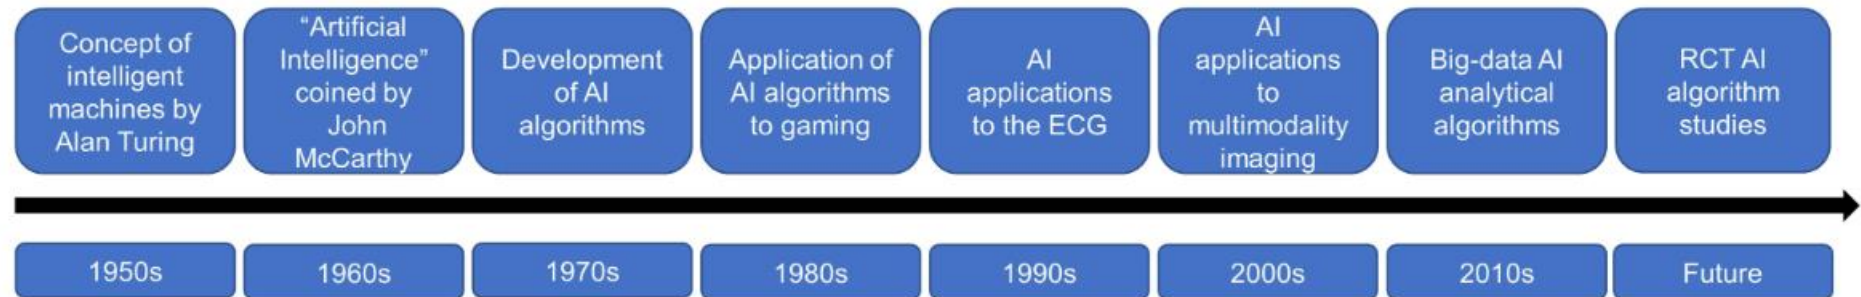 Concept of
intelligent
machines by
Alan Turing
“Artificial
Intelligence”
coined by
John
McCarthy
Development
of AI
algorithms
Application of
AI algorithms
to gaming
AI
applications
to the ECG
AI
applications
to
multimodality
imaging
Big-data AI
analytical
algorithms
RCT AI
algorithm
studies
1950s
1960s
1970s
1980s
1990s
2000s
2010s
Future